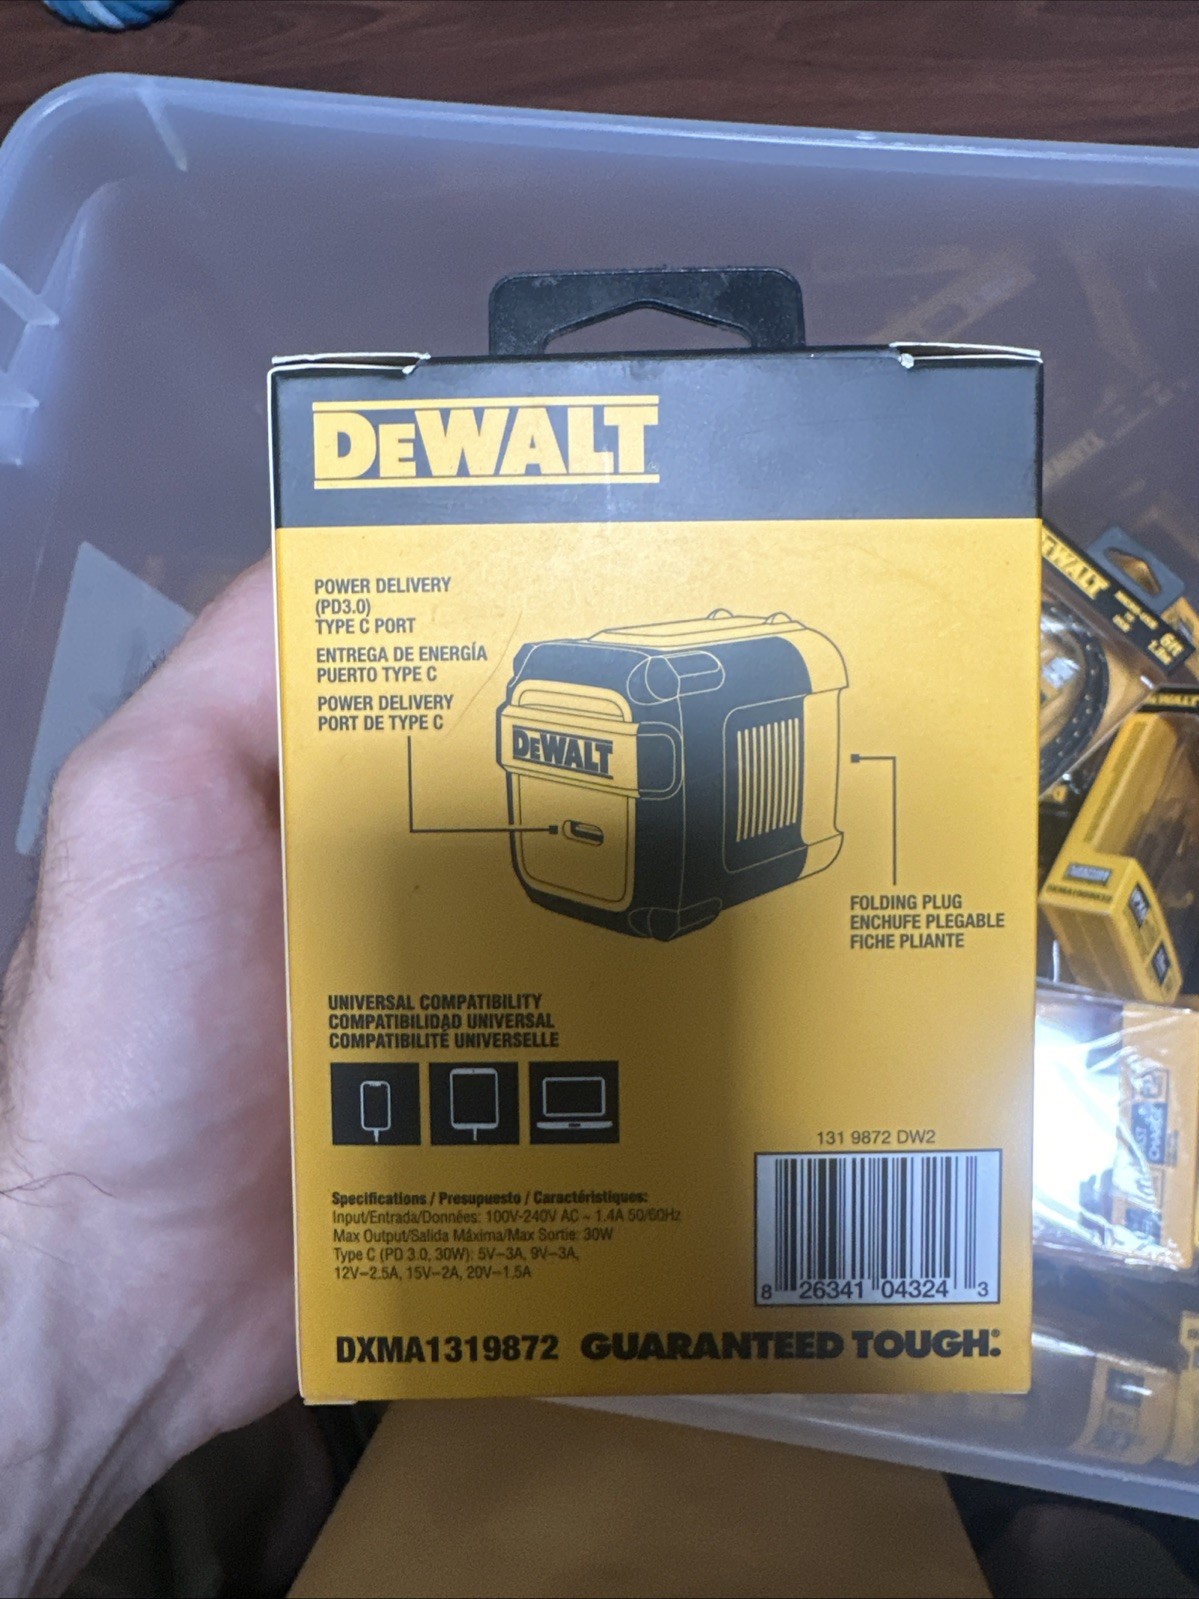 DEWALT
POWER DELIVERY
(PD3.0)
TYPE C PORT
ENTREGA DE ENERGÍA
PUERTO TYPE C
POWER DELIVERY
PORT DE TYPE C
DEWALT
FOLDING PLUG
ENCHUFE PLEGABLE
FICHE PLIANTE
UNIVERSAL COMPATIBILITY
COMPATIBILIDAD UNIVERSAL
COMPATIBILITÉ UNIVERSELLE
131 9872 DW2
8 26341 04324 3
Specifications / Presupuesto / Caractéristiques:
Input/Entrada/Données: 100V-240V AC ~ 1.4A 50/60Hz
Max Output/Salida Máxima/Max Sortie: 30W
Type C (PD 3.0, 30W): 5V⎓3A, 9V⎓3A,
12V⎓2.5A, 15V⎓2A, 20V⎓1.5A
DXMA1319872 GUARANTEED TOUGH.®
DEWALT
6ft
DEWALT